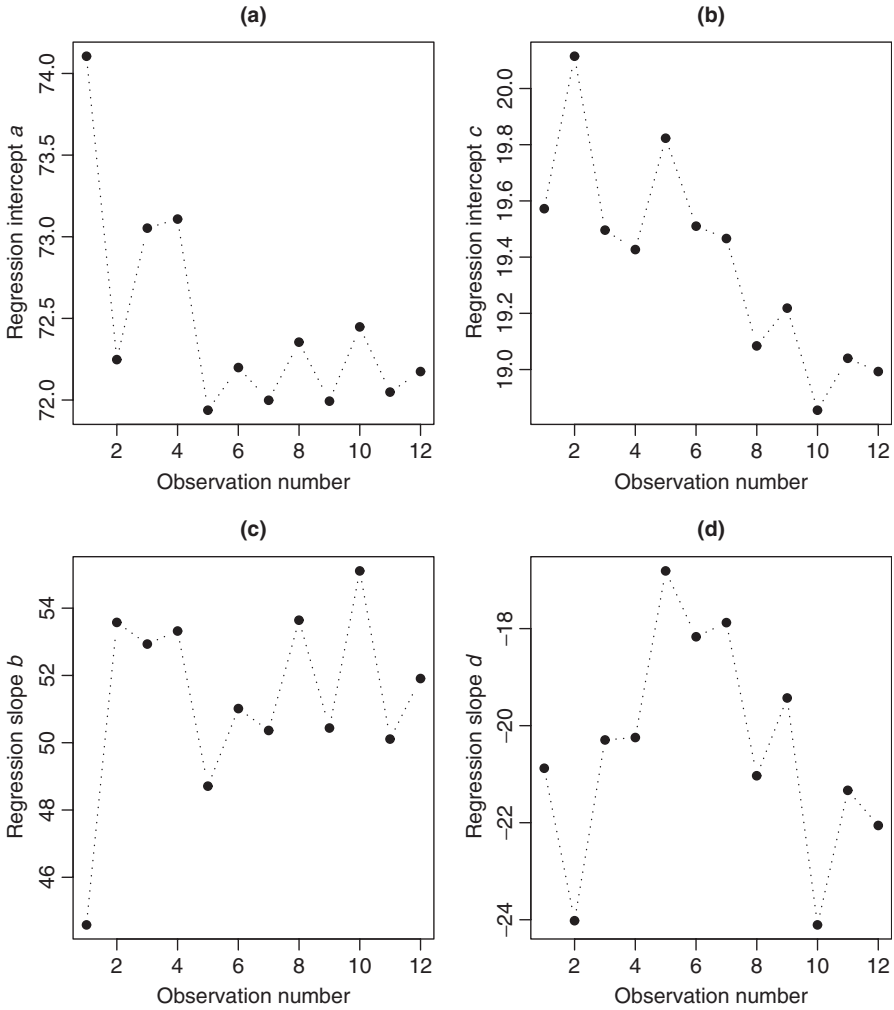 (a)
Regression intercept a
74.0
73.5
73.0
72.5
72.0
2 4 6 8 10 12
Observation number
(b)
Regression intercept c
20.0
19.8
19.6
19.4
19.2
19.0
2 4 6 8 10 12
Observation number
(c)
Regression slope b
54
52
50
48
46
2 4 6 8 10 12
Observation number
(d)
Regression slope d
−18
−20
−22
−24
2 4 6 8 10 12
Observation number